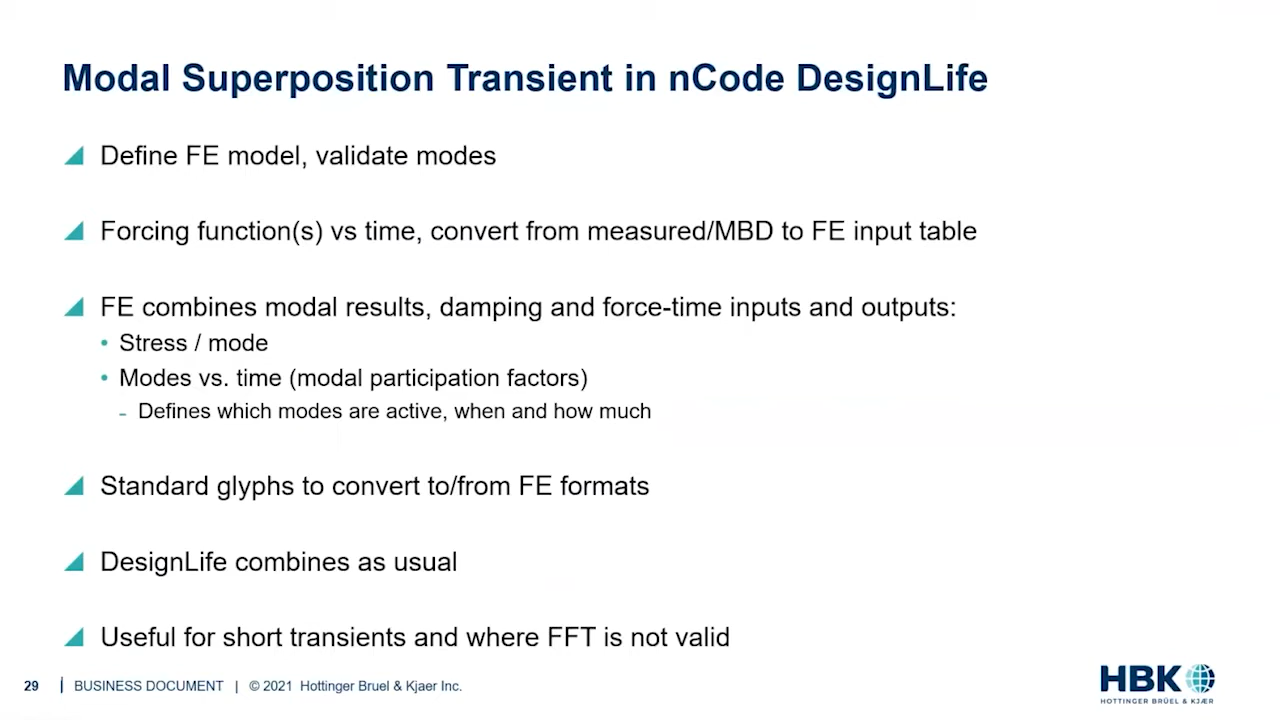 Modal Superposition Transient in nCode DesignLife
Define FE model, validate modes
Forcing function(s) vs time, convert from measured/MBD to FE input table
FE combines modal results, damping and force-time inputs and outputs:
• Stress / mode
• Modes vs. time (modal participation factors)
- Defines which modes are active, when and how much
Standard glyphs to convert to/from FE formats
DesignLife combines as usual
Useful for short transients and where FFT is not valid
29 | BUSINESS DOCUMENT | © 2021 Hottinger Bruel & Kjaer Inc.
HBK
HOTTINGER BRÜEL & KJÆR